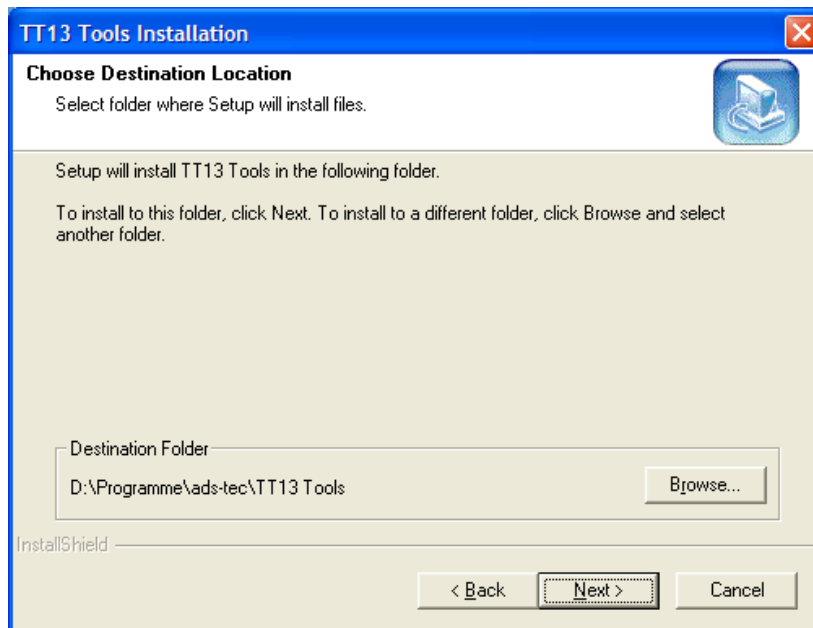 TT13 Tools Installation
Choose Destination Location
Select folder where Setup will install files.
Setup will install TT13 Tools in the following folder.
To install to this folder, click Next. To install to a different folder, click Browse and select
another folder.
Destination Folder
D:\Programme\ads-tec\TT13 Tools
Browse...
InstallShield
< Back
Next >
Cancel